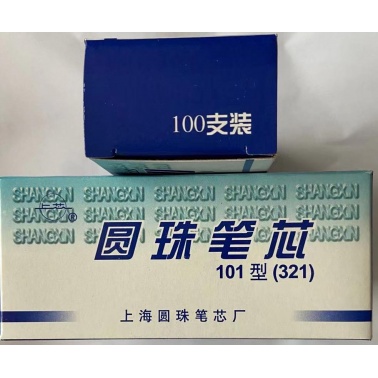 100支装
SHANGXIN SHANGXIN SHANGXIN SHANGXIN SHANGXIN
SHANGXIN SHANGXIN SHANGXIN SHANGXIN
SHANGXIN
圆珠笔芯
101型(321)
上海圆珠笔芯厂